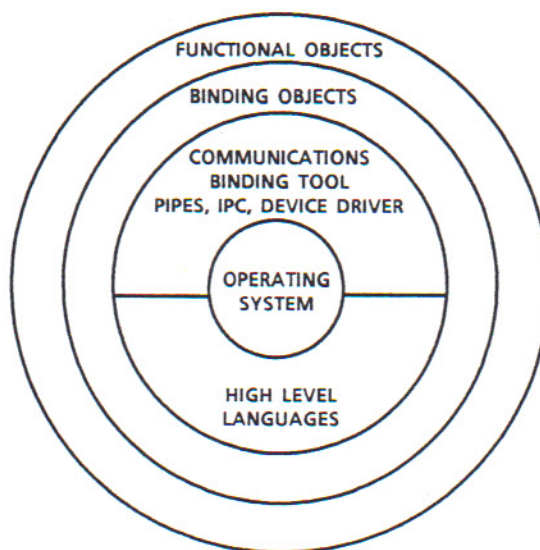 FUNCTIONAL OBJECTS
BINDING OBJECTS
COMMUNICATIONS
BINDING TOOL
PIPES, IPC, DEVICE DRIVER
OPERATING
SYSTEM
HIGH LEVEL
LANGUAGES